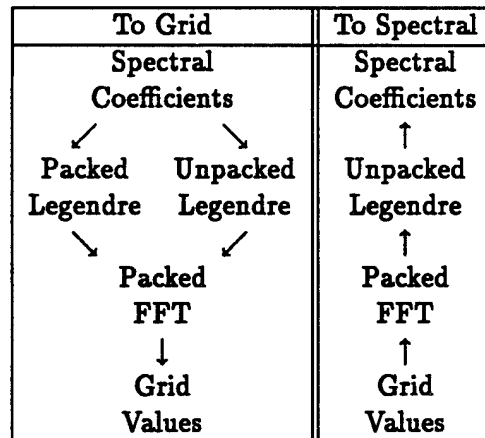 To Grid
Spectral
Coefficients
Packed Unpacked
Legendre Legendre
Packed
FFT
Grid
Values
To Spectral
Spectral
Coefficients
Unpacked
Legendre
Packed
FFT
Grid
Values